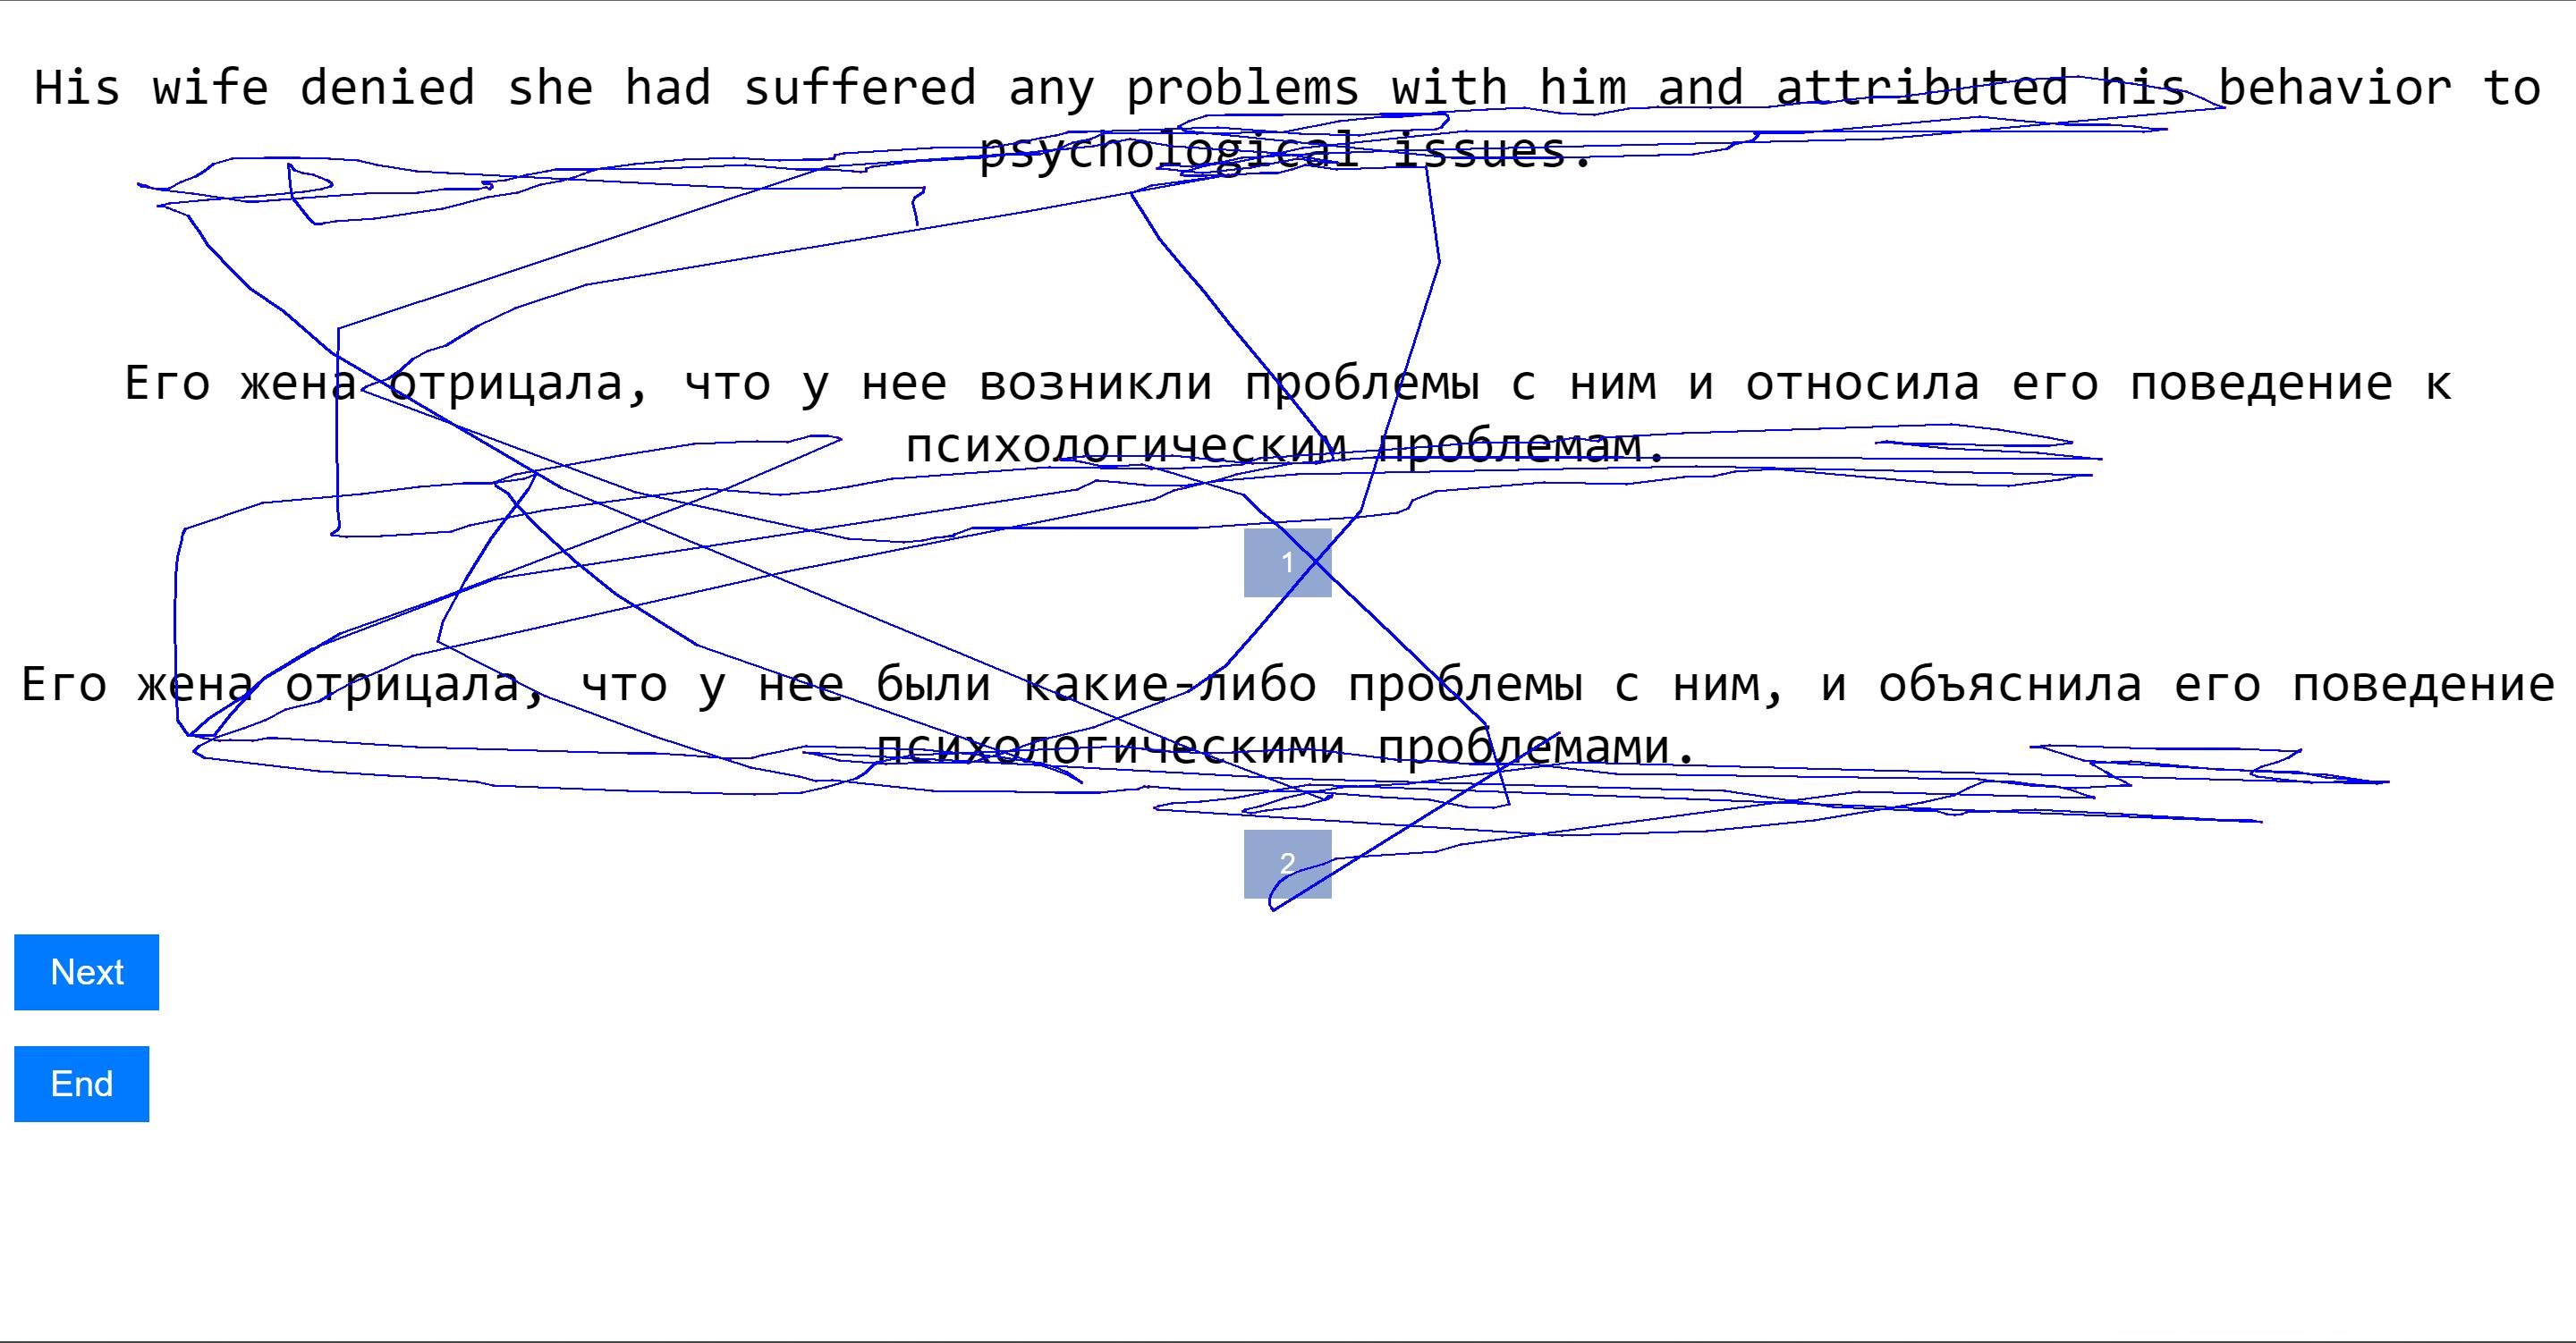 His wife denied she had suffered any problems with him and attributed his behavior to
psychological issues.
Его жена отрицала, что у нее возникли проблемы с ним и относила его поведение к
психологическим проблемам.
1
Его жена отрицала, что у нее были какие-либо проблемы с ним, и объяснила его поведение
психологическими проблемами.
2
Next
End